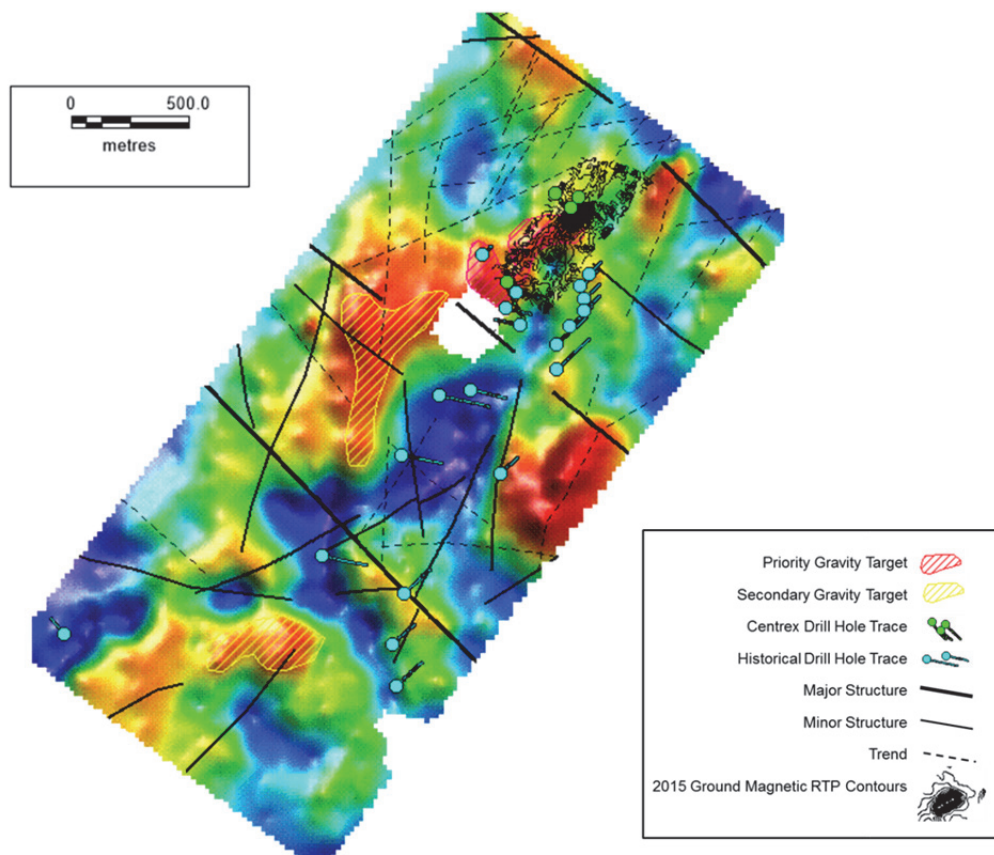 0 500.0
metres
Priority Gravity Target
Secondary Gravity Target
Centrex Drill Hole Trace
Historical Drill Hole Trace
Major Structure
Minor Structure
Trend
2015 Ground Magnetic RTP Contours